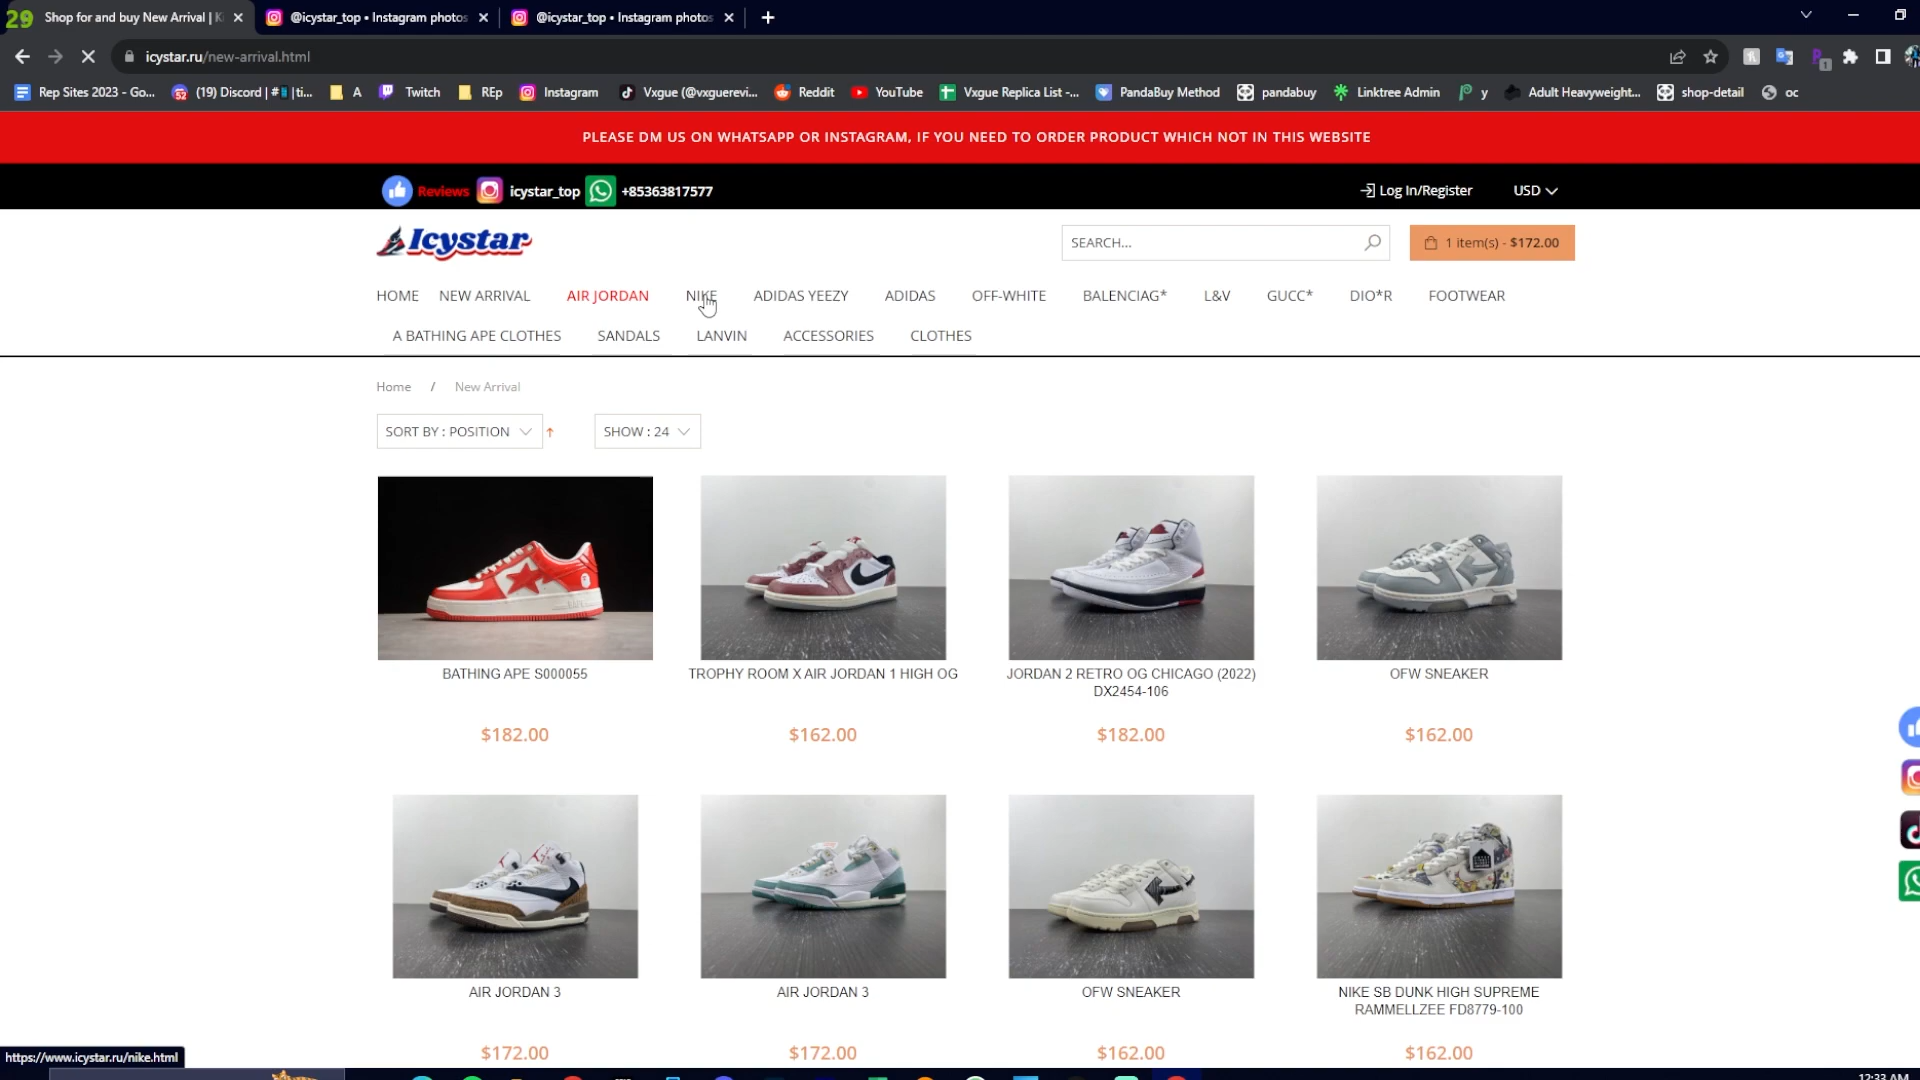 29 Shop for and buy New Arrival | K
@icystar_top • Instagram photos
@icystar_top • Instagram photos
icystar.ru/new-arrival.html
Rep Sites 2023 - Go... (19) Discord | #📱|ti... A Twitch REp Instagram Vxgue (@vxguerevi... Reddit YouTube Vxgue Replica List -... PandaBuy Method pandabuy Linktree Admin y Adult Heavyweight... shop-detail oc
PLEASE DM US ON WHATSAPP OR INSTAGRAM, IF YOU NEED TO ORDER PRODUCT WHICH NOT IN THIS WEBSITE
Reviews icystar_top +85363817577 Log In/Register USD
Icystar SEARCH... 1 item(s) - $172.00
HOME NEW ARRIVAL AIR JORDAN NIKE ADIDAS YEEZY ADIDAS OFF-WHITE BALENCIAG* L&V GUCC* DIO*R FOOTWEAR
A BATHING APE CLOTHES SANDALS LANVIN ACCESSORIES CLOTHES
Home / New Arrival
SORT BY : POSITION SHOW : 24
BATHING APE S000055
$182.00
TROPHY ROOM X AIR JORDAN 1 HIGH OG
$162.00
JORDAN 2 RETRO OG CHICAGO (2022)
DX2454-106
$182.00
OFW SNEAKER
$162.00
AIR JORDAN 3
$172.00
AIR JORDAN 3
$172.00
OFW SNEAKER
$162.00
NIKE SB DUNK HIGH SUPREME
RAMMELLZEE FD8779-100
$162.00
https://www.icystar.ru/nike.html
12:33 AM